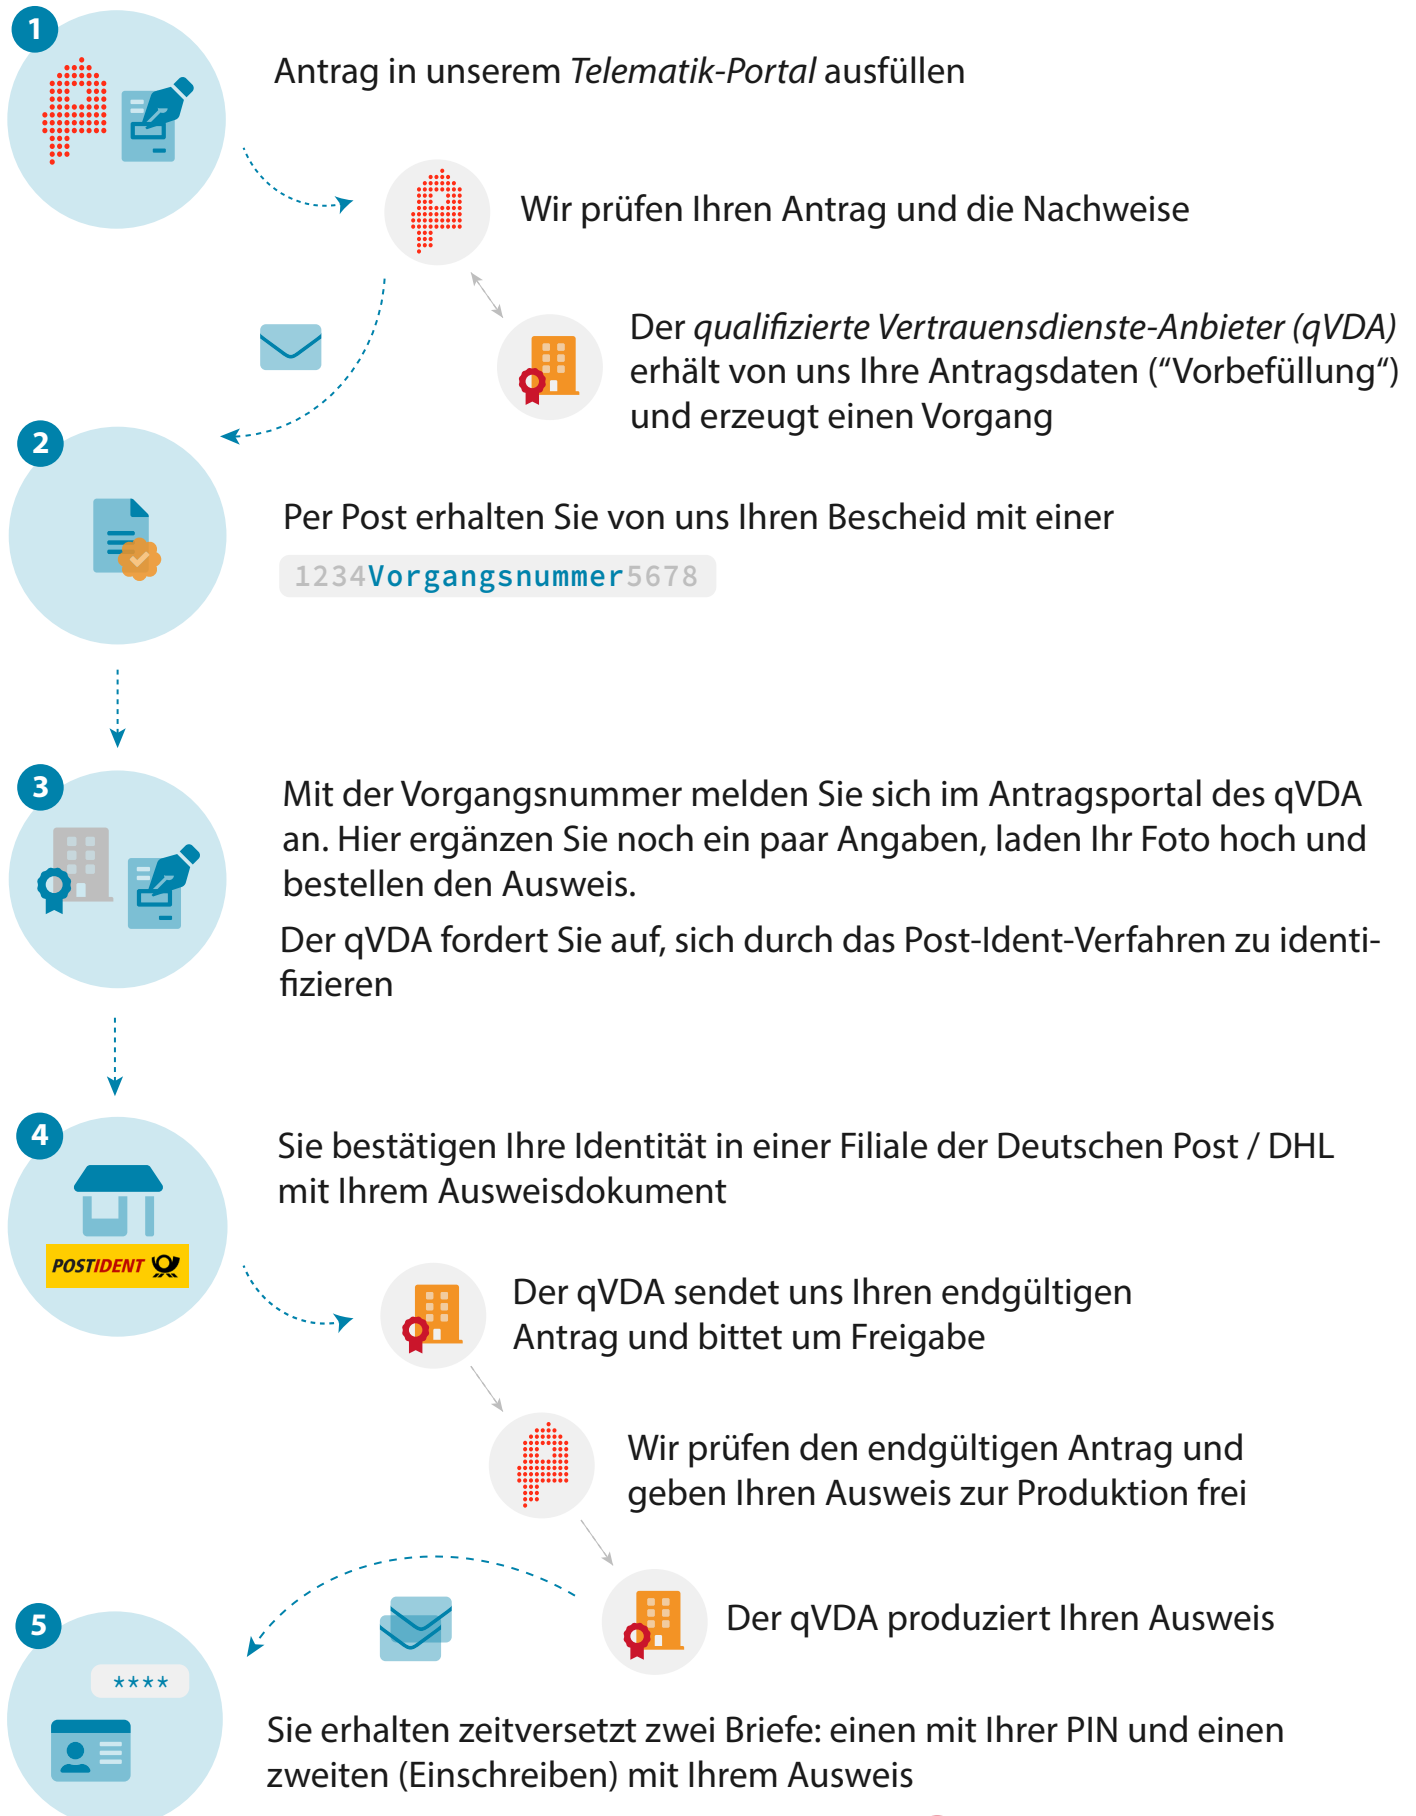 1
Antrag in unserem Telematik-Portal ausfüllen
Wir prüfen Ihren Antrag und die Nachweise
Der qualifizierte Vertrauensdienste-Anbieter (qVDA)
erhält von uns Ihre Antragsdaten (“Vorbefüllung“)
und erzeugt einen Vorgang
2
Per Post erhalten Sie von uns Ihren Bescheid mit einer
1234Vorgangsnummer5678
3
Mit der Vorgangsnummer melden Sie sich im Antragsportal des qVDA
an. Hier ergänzen Sie noch ein paar Angaben, laden Ihr Foto hoch und
bestellen den Ausweis.
Der qVDA fordert Sie auf, sich durch das Post-Ident-Verfahren zu identi-
fizieren
4
Sie bestätigen Ihre Identität in einer Filiale der Deutschen Post / DHL
mit Ihrem Ausweisdokument
POSTIDENT
Der qVDA sendet uns Ihren endgültigen
Antrag und bittet um Freigabe
Wir prüfen den endgültigen Antrag und
geben Ihren Ausweis zur Produktion frei
Der qVDA produziert Ihren Ausweis
5
****
Sie erhalten zeitversetzt zwei Briefe: einen mit Ihrer PIN und einen
zweiten (Einschreiben) mit Ihrem Ausweis